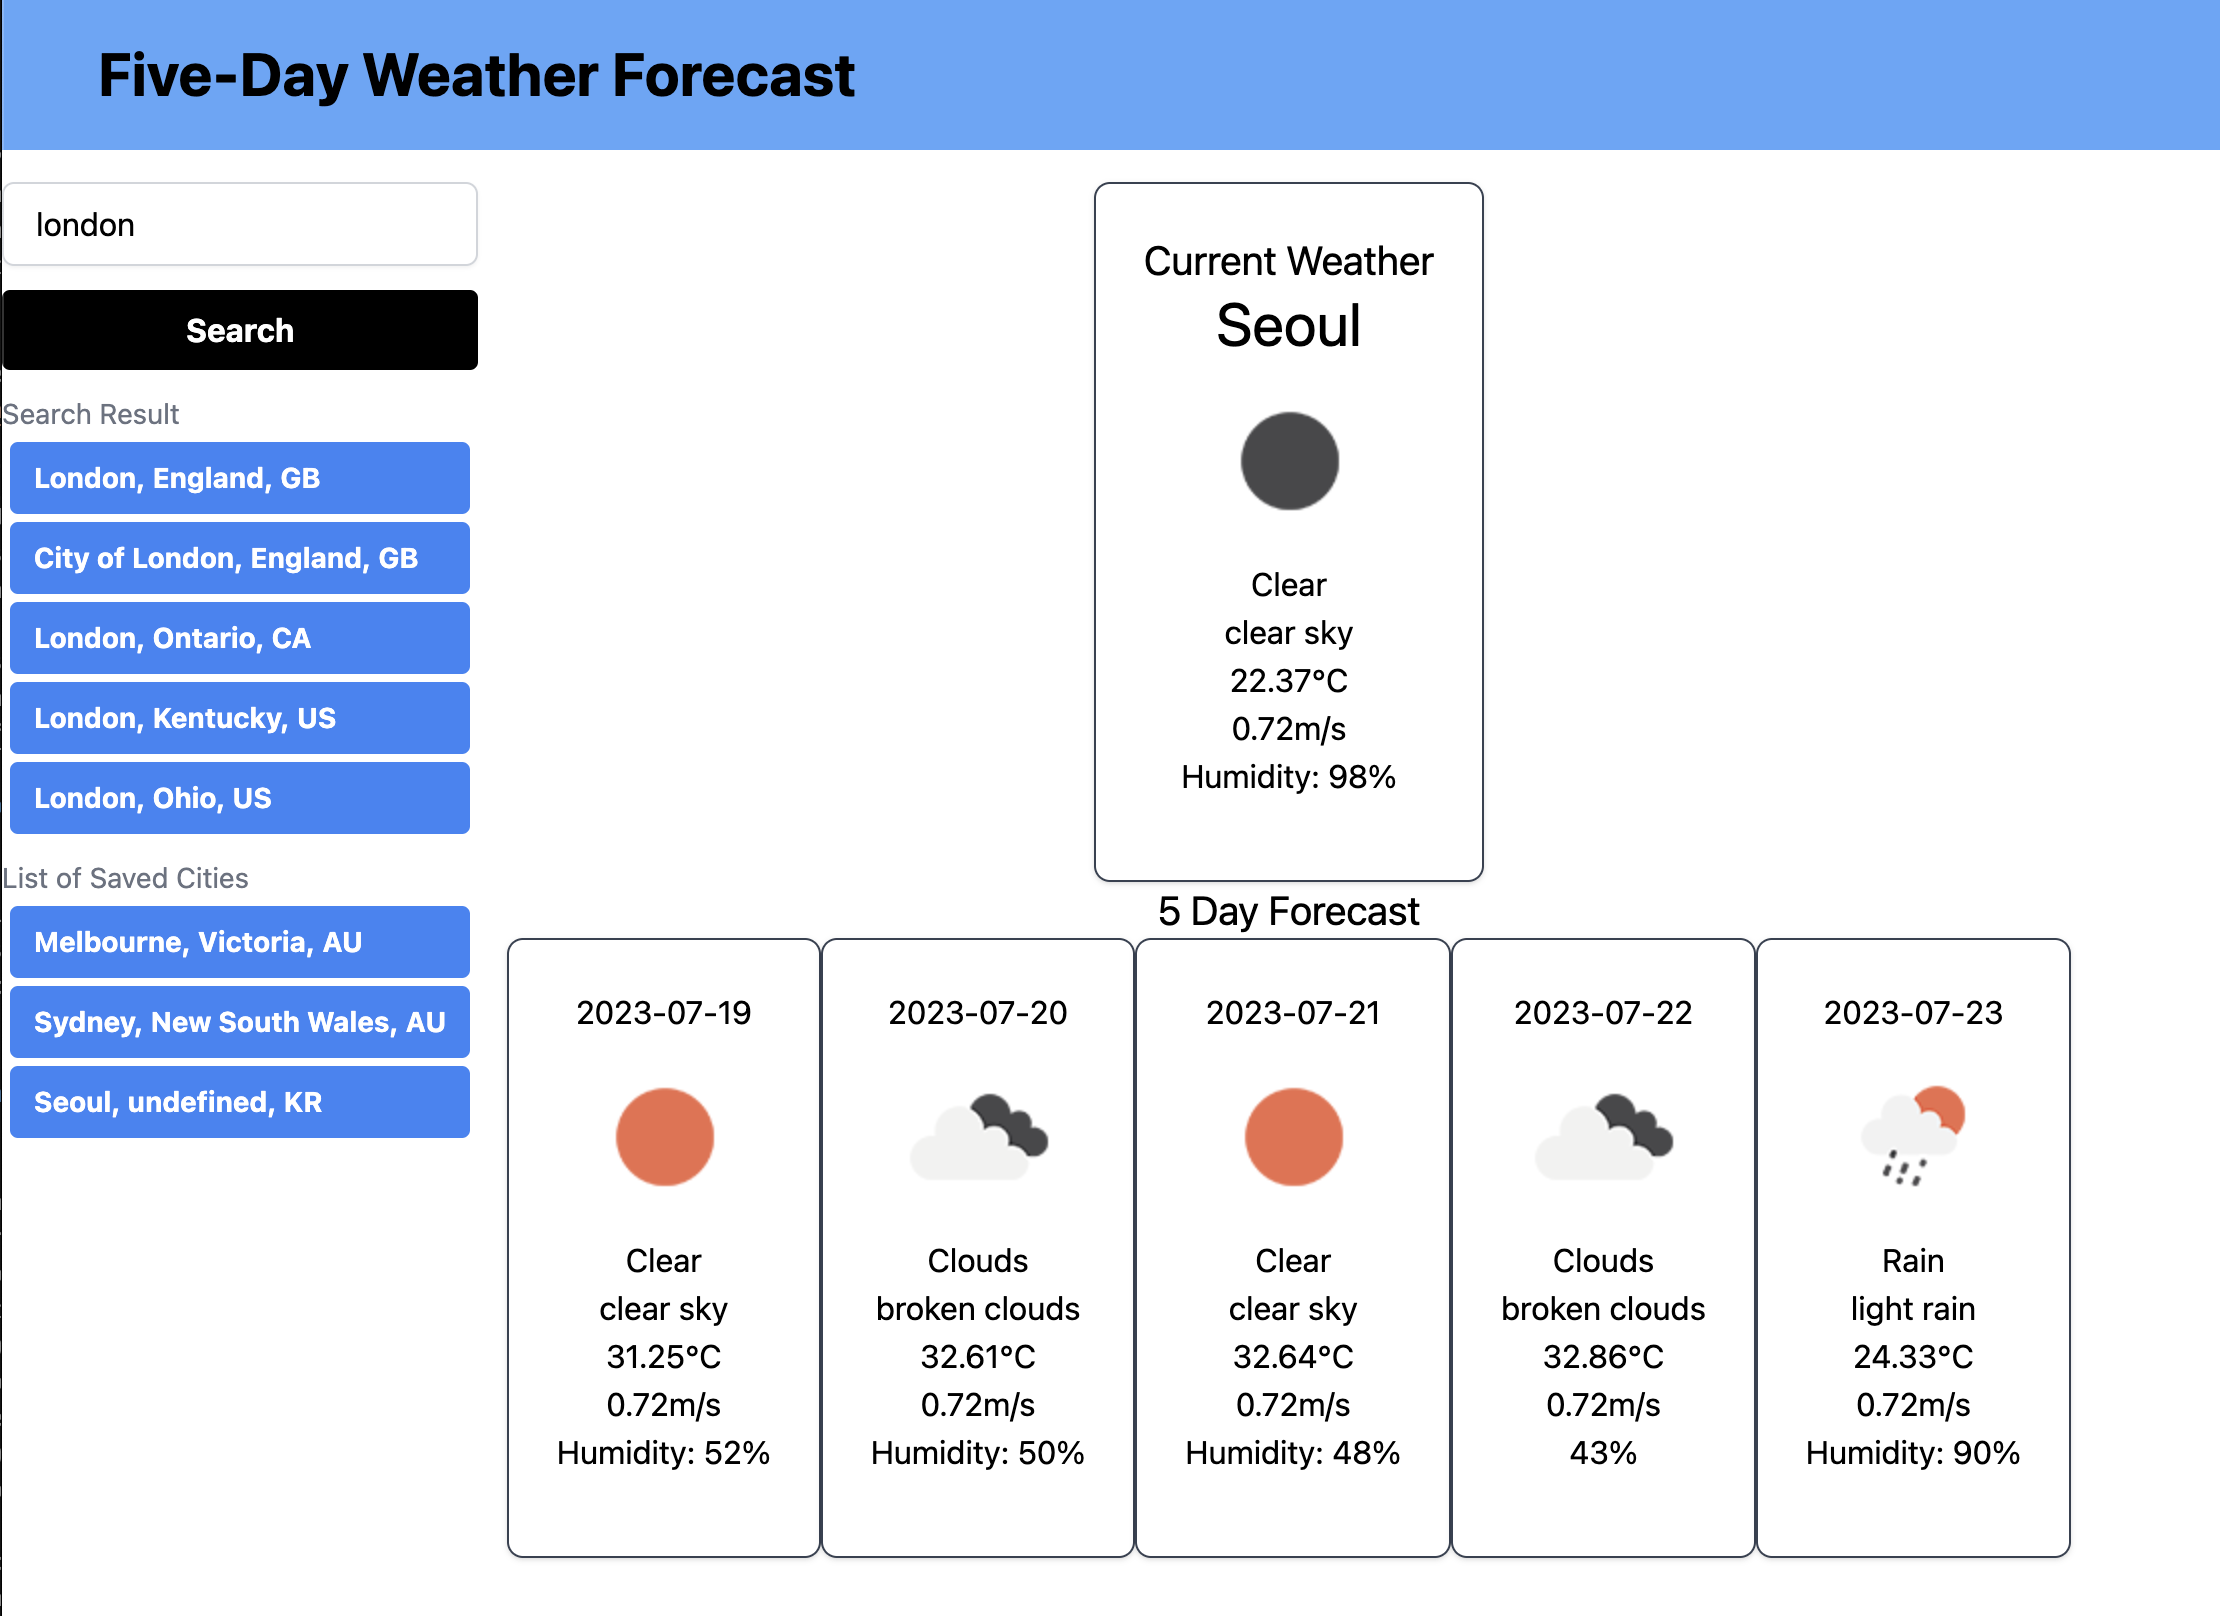 Five-Day Weather Forecast
london
Search
Search Result
London, England, GB
City of London, England, GB
London, Ontario, CA
London, Kentucky, US
London, Ohio, US
List of Saved Cities
Melbourne, Victoria, AU
Sydney, New South Wales, AU
Seoul, undefined, KR
Current Weather
Seoul
Clear
clear sky
22.37°C
0.72m/s
Humidity: 98%
5 Day Forecast
2023-07-19
Clear
clear sky
31.25°C
0.72m/s
Humidity: 52%
2023-07-20
Clouds
broken clouds
32.61°C
0.72m/s
Humidity: 50%
2023-07-21
Clear
clear sky
32.64°C
0.72m/s
Humidity: 48%
2023-07-22
Clouds
broken clouds
32.86°C
0.72m/s
43%
2023-07-23
Rain
light rain
24.33°C
0.72m/s
Humidity: 90%